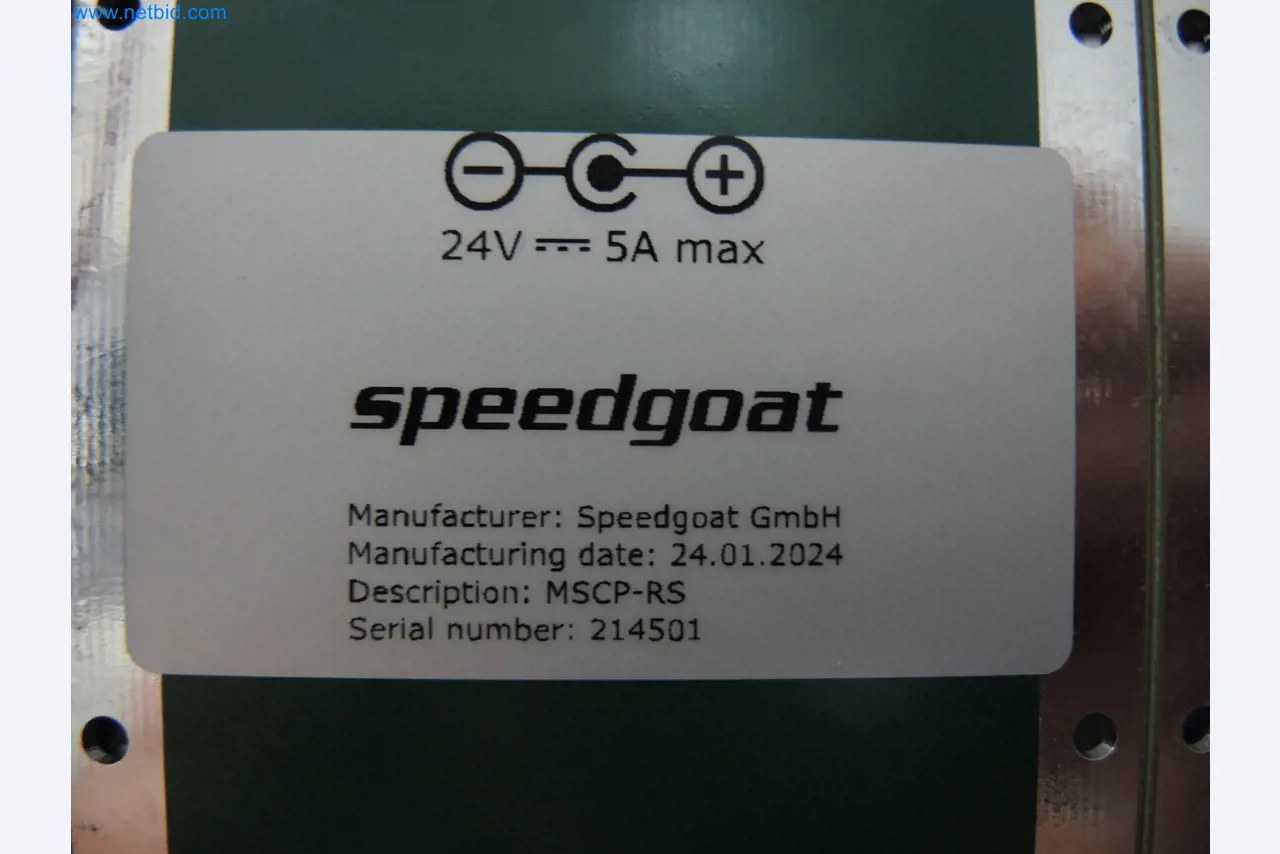 www.netbid.com
24V ⎓ 5A max
speedgoat
Manufacturer: Speedgoat GmbH
Manufacturing date: 24.01.2024
Description: MSCP-RS
Serial number: 214501